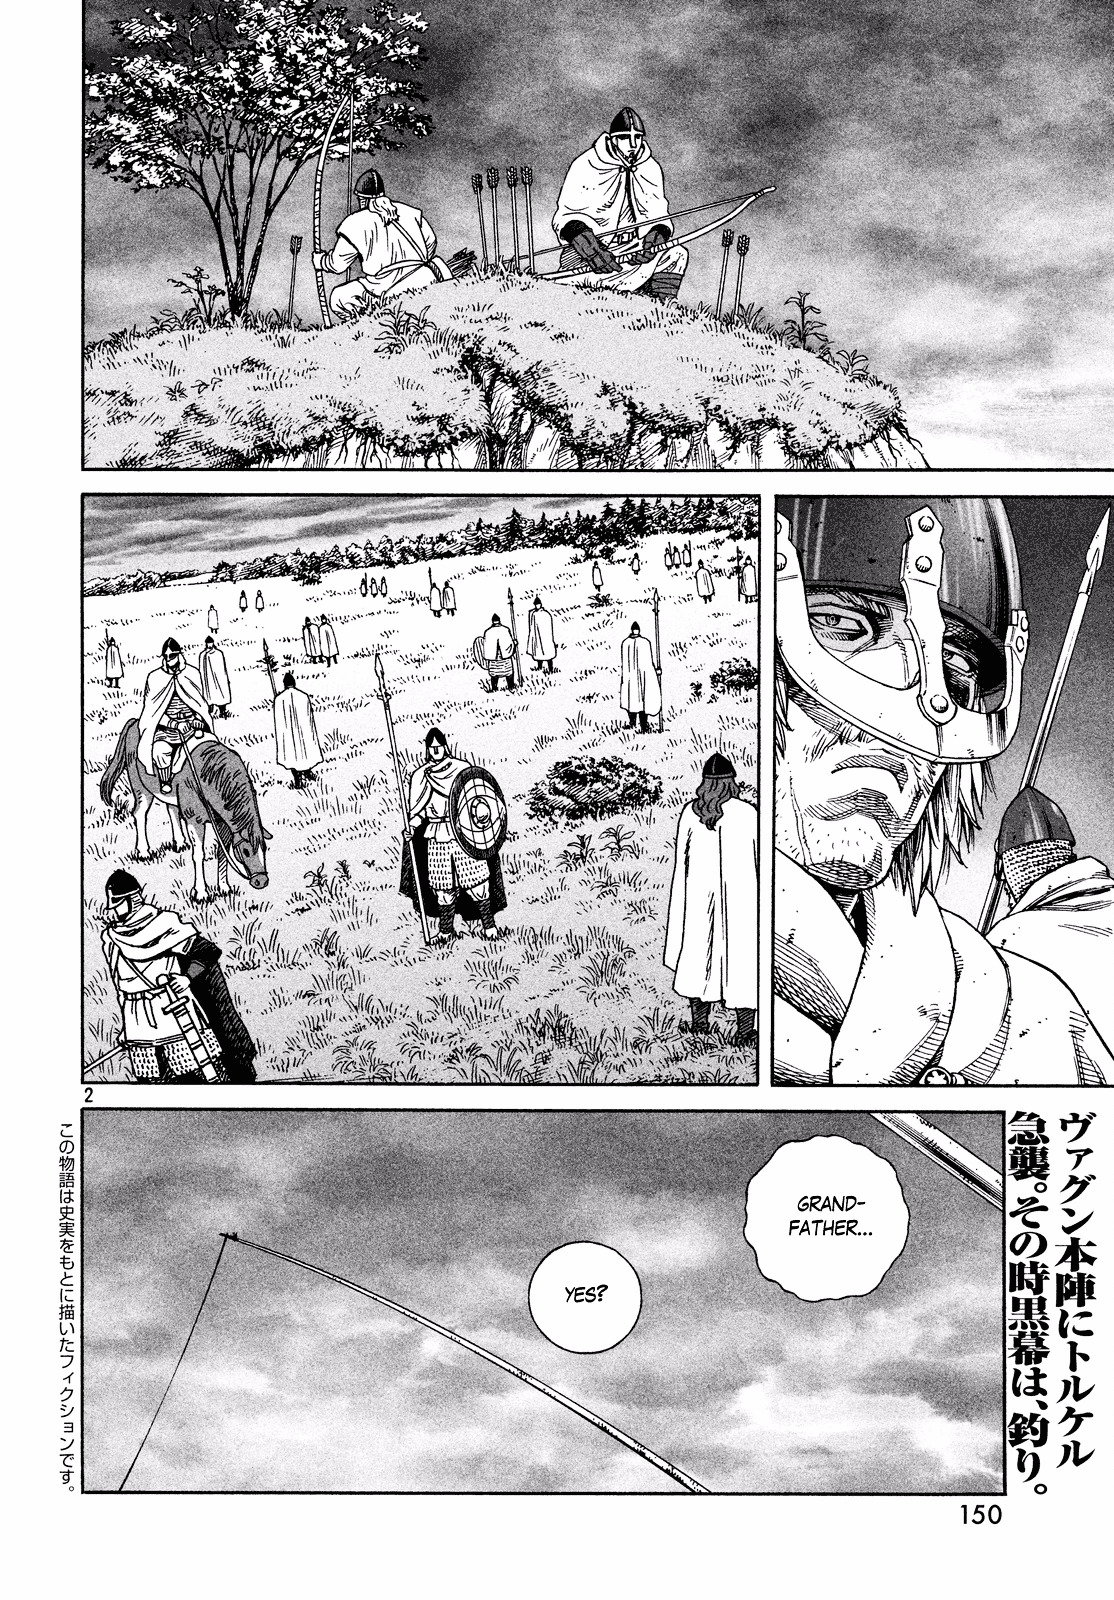 2
GRAND-
FATHER...
YES?
ヴァグン本陣にトルケル
急襲。その時黒幕は、釣り。
この物語は史実をもとに描いたフィクションです。
150